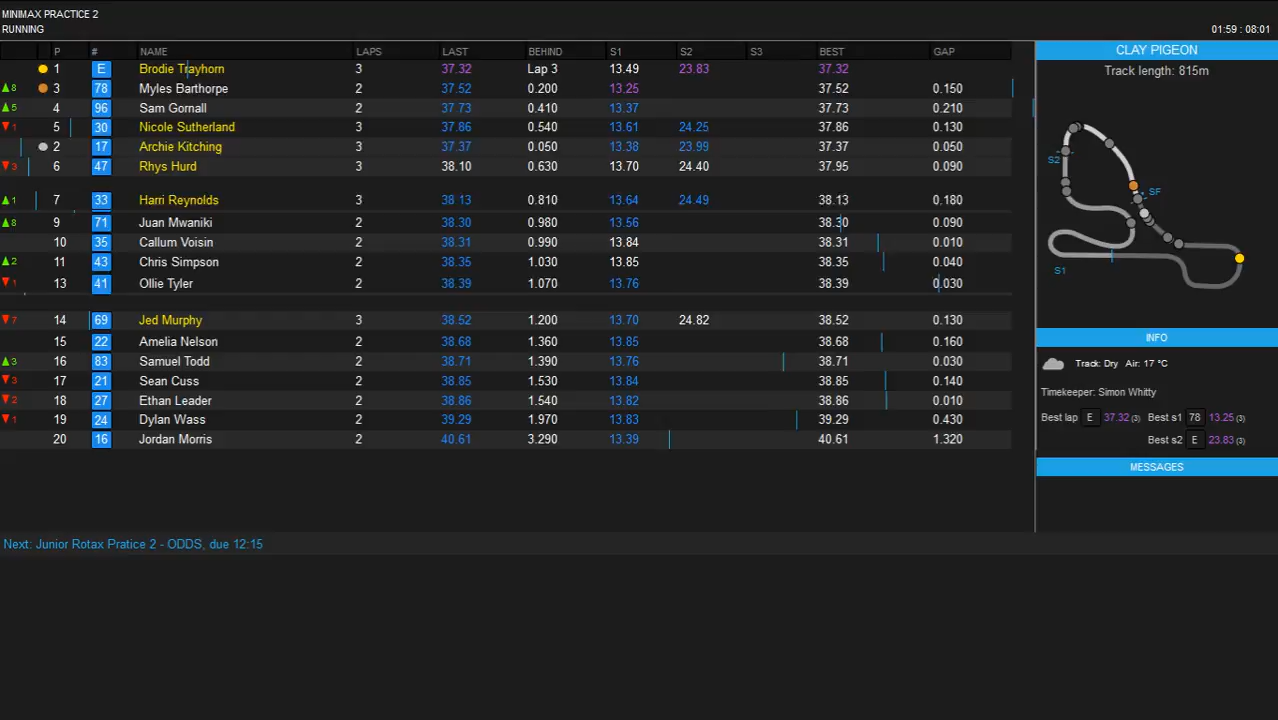 MINIMAX PRACTICE 2
RUNNING
01:59 : 08:01
P # NAME LAPS LAST BEHIND S1 S2 S3 BEST GAP
1 E Brodie Trayhorn 3 37.32 Lap 3 13.49 23.83 37.32
8 3 78 Myles Barthorpe 2 37.52 0.200 13.25 37.52 0.150
5 4 96 Sam Gornall 2 37.73 0.410 13.37 37.73 0.210
1 5 30 Nicole Sutherland 3 37.86 0.540 13.61 24.25 37.86 0.130
2 17 Archie Kitching 3 37.37 0.050 13.38 23.99 37.37 0.050
3 6 47 Rhys Hurd 3 38.10 0.630 13.70 24.40 37.95 0.090
1 7 33 Harri Reynolds 3 38.13 0.810 13.64 24.49 38.13 0.180
8 9 71 Juan Mwaniki 2 38.30 0.980 13.56 38.30 0.090
10 35 Callum Voisin 2 38.31 0.990 13.84 38.31 0.010
2 11 43 Chris Simpson 2 38.35 1.030 13.85 38.35 0.040
1 13 41 Ollie Tyler 2 38.39 1.070 13.76 38.39 0.030
7 14 69 Jed Murphy 3 38.52 1.200 13.70 24.82 38.52 0.130
15 22 Amelia Nelson 2 38.68 1.360 13.85 38.68 0.160
3 16 83 Samuel Todd 2 38.71 1.390 13.76 38.71 0.030
3 17 21 Sean Cuss 2 38.85 1.530 13.84 38.85 0.140
2 18 27 Ethan Leader 2 38.86 1.540 13.82 38.86 0.010
1 19 24 Dylan Wass 2 39.29 1.970 13.83 39.29 0.430
20 16 Jordan Morris 2 40.61 3.290 13.39 40.61 1.320
CLAY PIGEON
Track length: 815m
S2
SF
S1
INFO
Track: Dry Air: 17 °C
Timekeeper: Simon Whitty
Best lap E 37.32 (3) Best s1 78 13.25 (3)
Best s2 E 23.83 (3)
MESSAGES
Next: Junior Rotax Pratice 2 - ODDS, due 12:15